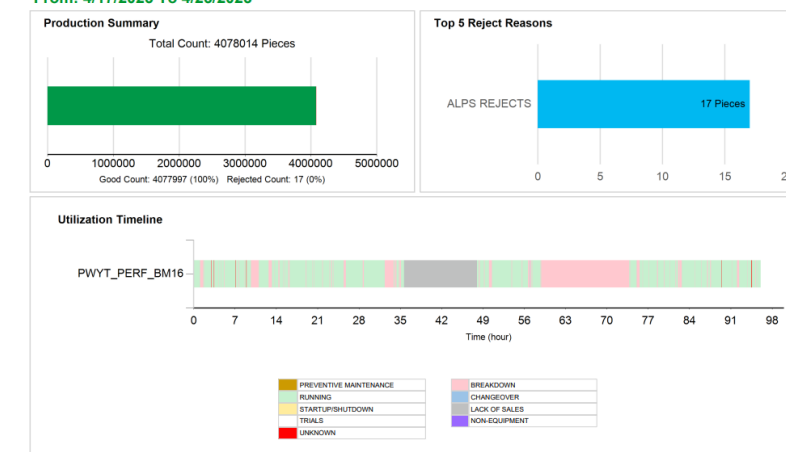 Production Summary
Total Count: 4078014 Pieces
0 1000000 2000000 3000000 4000000 5000000
Good Count: 4077997 (100%) Rejected Count: 17 (0%)
Top 5 Reject Reasons
ALPS REJECTS
17 Pieces
0 5 10 15
Utilization Timeline
PWYT_PERF_BM16
0 7 14 21 28 35 42 49 56 63 70 77 84 91 98
Time (hour)
PREVENTIVE MAINTENANCE
RUNNING
STARTUP/SHUTDOWN
TRIALS
UNKNOWN
BREAKDOWN
CHANGEOVER
LACK OF SALES
NON-EQUIPMENT